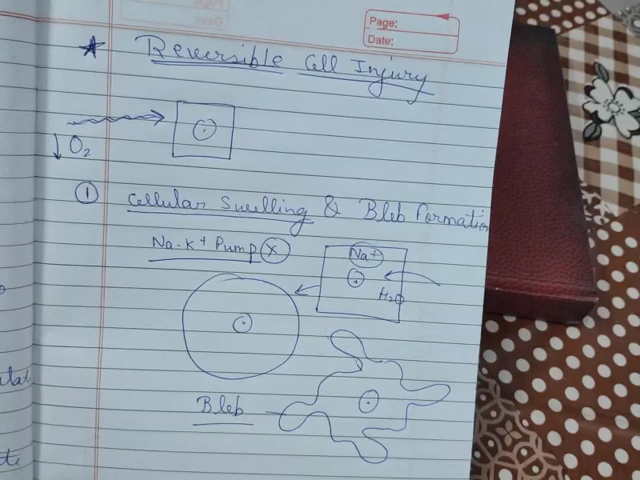 Page:
Date:
* Reversible Cell Injury
↓ O₂
① Cellular Swelling & Bleb Formation
Na-K+ Pump ⓧ
Na+
H₂O
Bleb